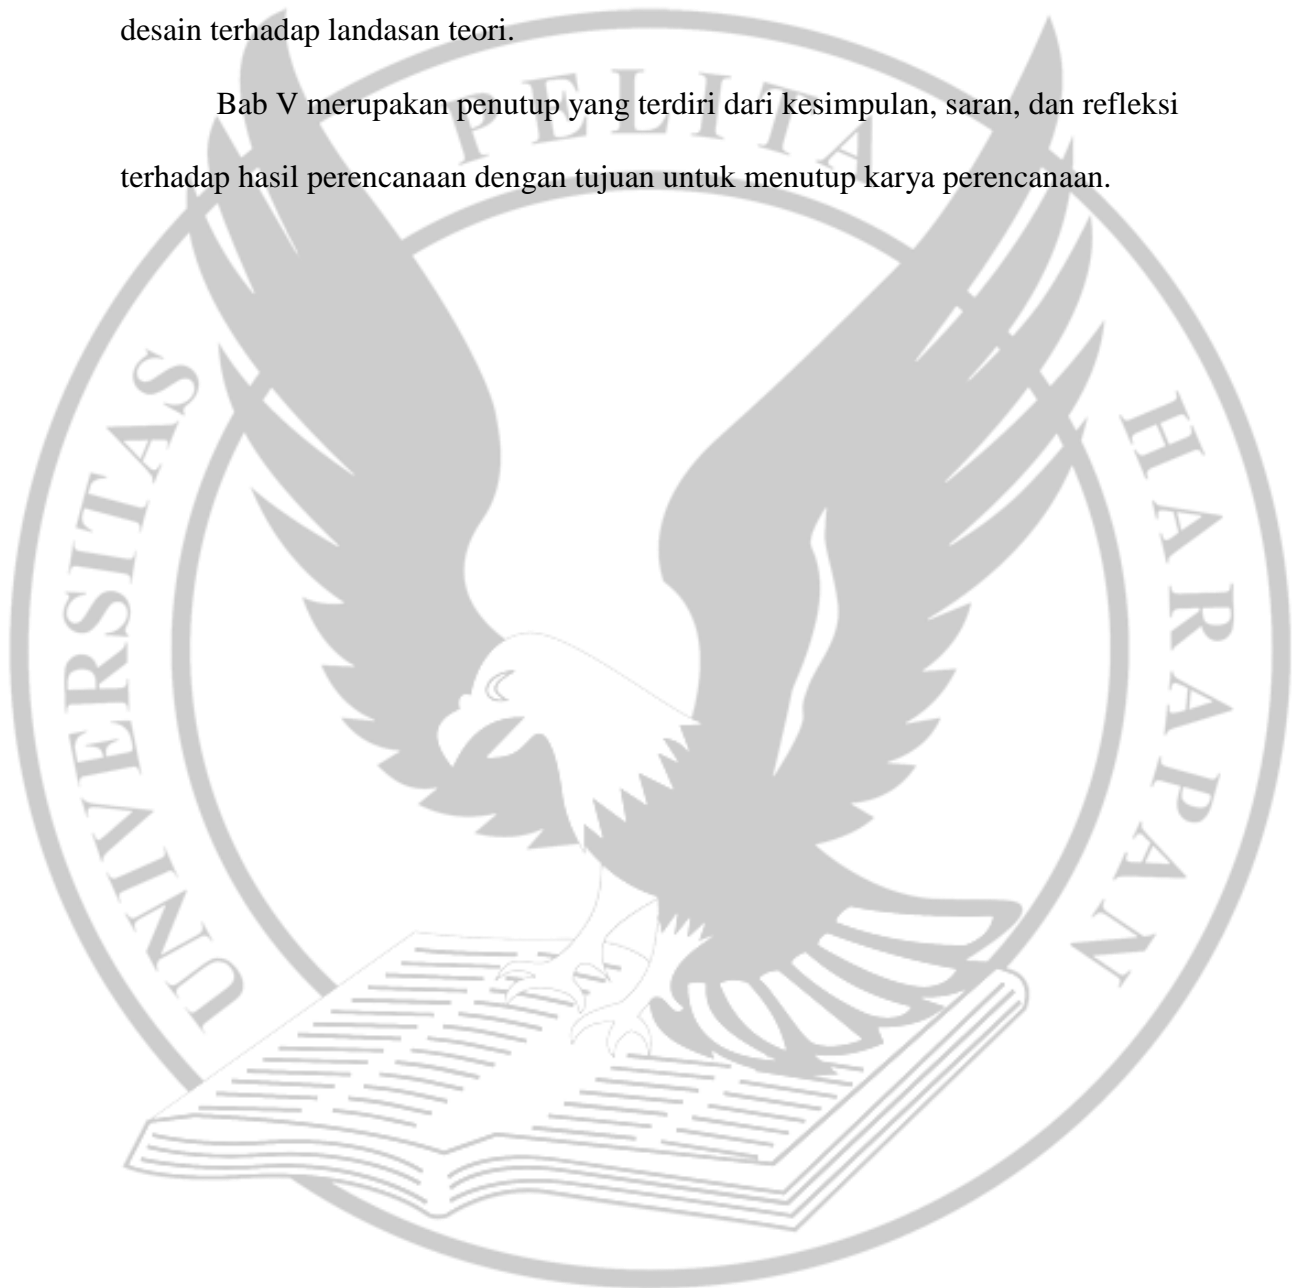 desain terhadap landasan teori.
Bab V merupakan penutup yang terdiri dari kesimpulan, saran, dan refleksi
terhadap hasil perencanaan dengan tujuan untuk menutup karya perencanaan.
UNIVERSITAS PELITA HARAPAN